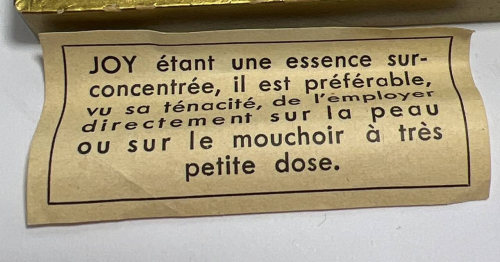 JOY étant une essence sur-
concentrée, il est préférable,
vu sa ténacité, de l'employer
directement sur la peau
ou sur le mouchoir à très
petite dose.